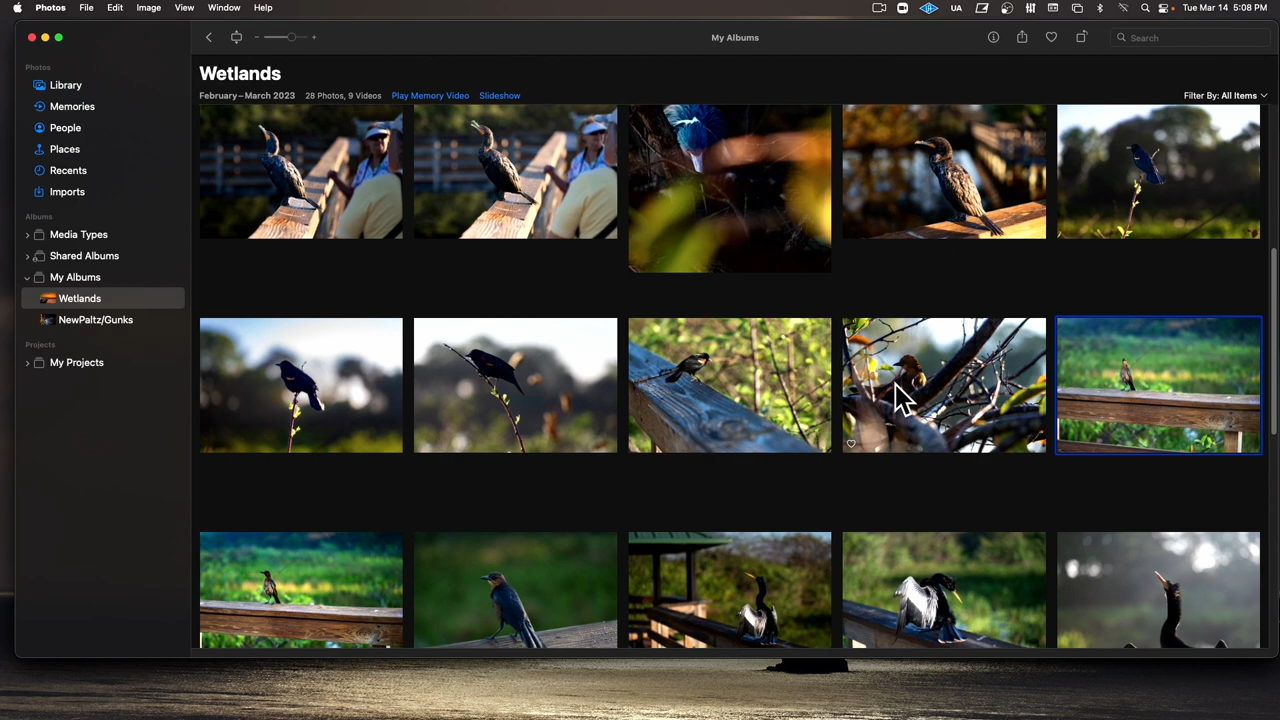 Photos File Edit Image View Window Help UA Tue Mar 14 5:08 PM
− + My Albums Search
Photos
Library
Memories
People
Places
Recents
Imports
Albums
Media Types
Shared Albums
My Albums
Wetlands
NewPaltz/Gunks
Projects
My Projects
Wetlands
February–March 2023 28 Photos, 9 Videos Play Memory Video Slideshow Filter By: All Items